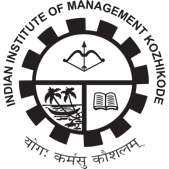 INDIAN INSTITUTE OF MANAGEMENT KOZHIKODE
योगः कर्मसु कौशलम्